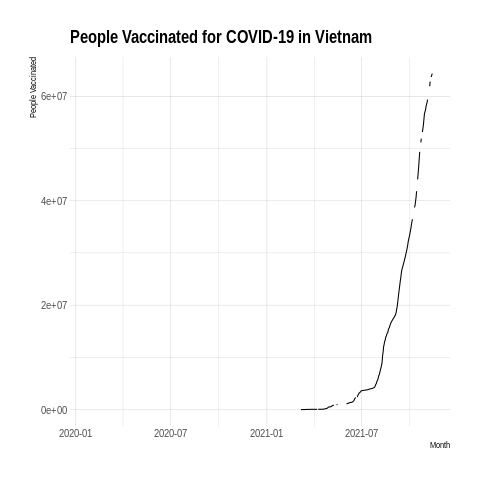 People Vaccinated for COVID-19 in Vietnam
People Vaccinated
6e+07
4e+07
2e+07
0e+00
2020-01 2020-07 2021-01 2021-07
Month